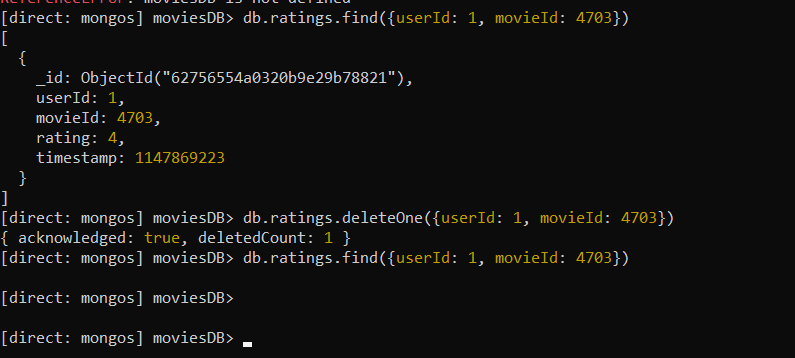 ReferenceError: moviesDb is not defined
[direct: mongos] moviesDB> db.ratings.find({userId: 1, movieId: 4703})
[
  {
    _id: ObjectId("62756554a0320b9e29b78821"),
    userId: 1,
    movieId: 4703,
    rating: 4,
    timestamp: 1147869223
  }
]
[direct: mongos] moviesDB> db.ratings.deleteOne({userId: 1, movieId: 4703})
{ acknowledged: true, deletedCount: 1 }
[direct: mongos] moviesDB> db.ratings.find({userId: 1, movieId: 4703})
[direct: mongos] moviesDB>
[direct: mongos] moviesDB>